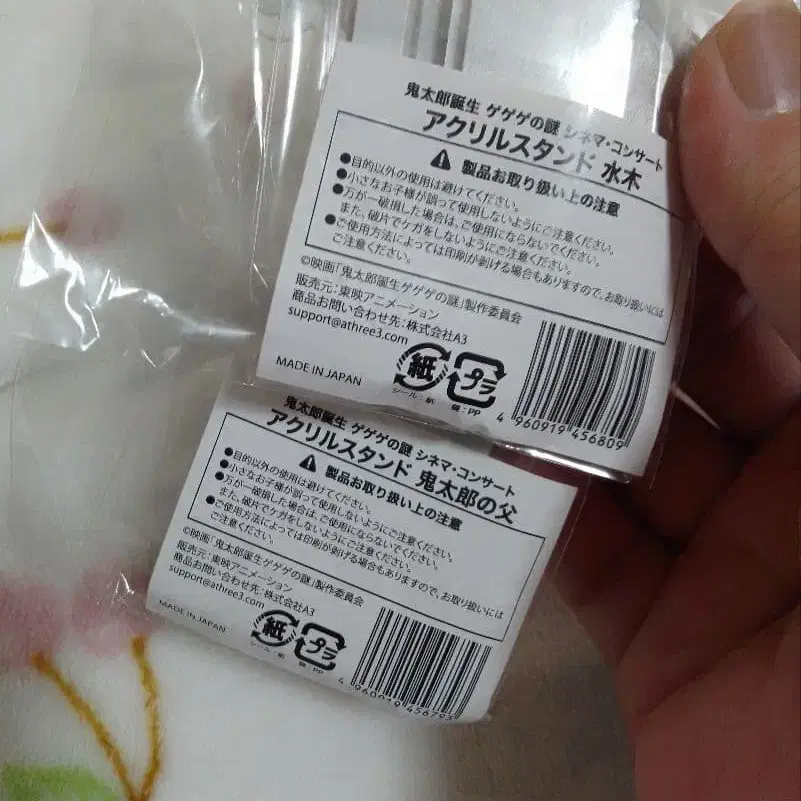 鬼太郎誕生 ゲゲゲの謎 シネマ・コンサート
アクリルスタンド 水木
製品お取り扱い上の注意
●目的以外の使用は避けてください。
●小さなお子様が誤って使用しないようにご注意ください。
●万が一破損した場合は、ご使用にならないでください。
また、破片でケガをしないようにご注意ください。
●ご使用方法によっては印刷が剥げる場合もありますので、お取り扱いには
ご注意ください。
©映画「鬼太郎誕生ゲゲゲの謎」製作委員会
販売元：東映アニメーション
商品お問い合わせ先：株式会社A3
support@athree3.com
MADE IN JAPAN
紙
プラ
シール：紙 袋：PP
4 960919 456809
鬼太郎誕生 ゲゲゲの謎 シネマ・コンサート
アクリルスタンド 鬼太郎の父
製品お取り扱い上の注意
●目的以外の使用は避けてください。
●小さなお子様が誤って使用しないようにご注意ください。
●万が一破損した場合は、ご使用にならないでください。
また、破片でケガをしないようにご注意ください。
●ご使用方法によっては印刷が剥げる場合もありますので、お取り扱いには
ご注意ください。
©映画「鬼太郎誕生ゲゲゲの謎」製作委員会
販売元：東映アニメーション
商品お問い合わせ先：株式会社A3
support@athree3.com
MADE IN JAPAN
紙
プラ
シール：紙 袋：PP
4 960919 456793